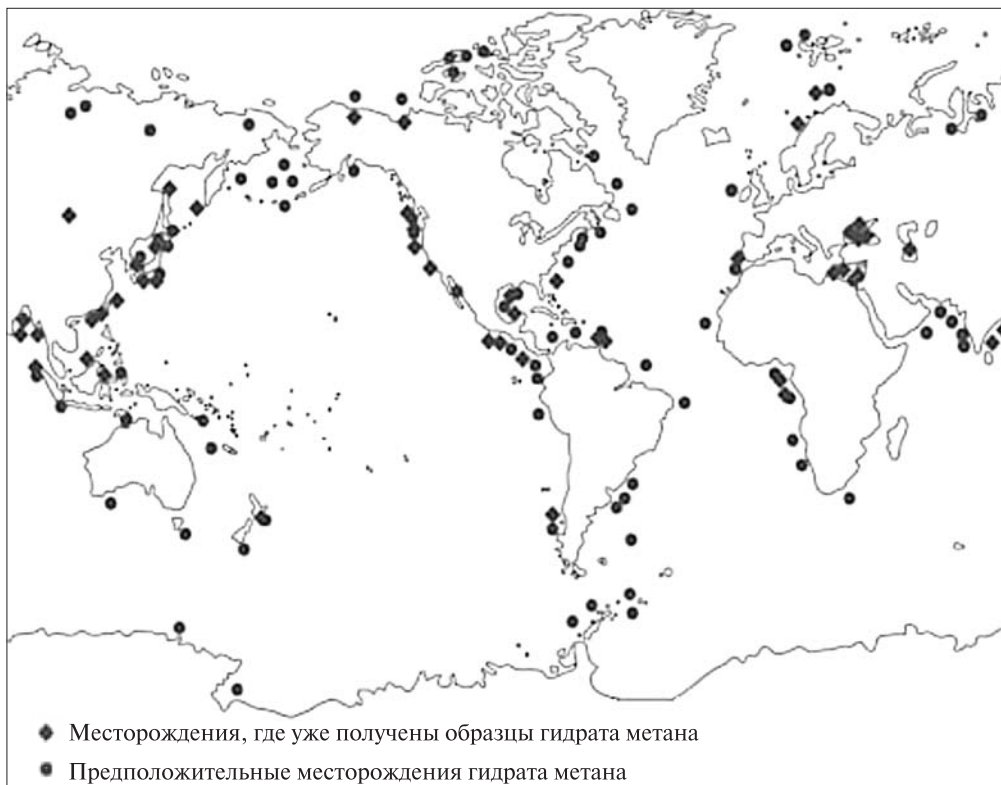 Месторождения, где уже получены образцы гидрата метана
Предположительные месторождения гидрата метана